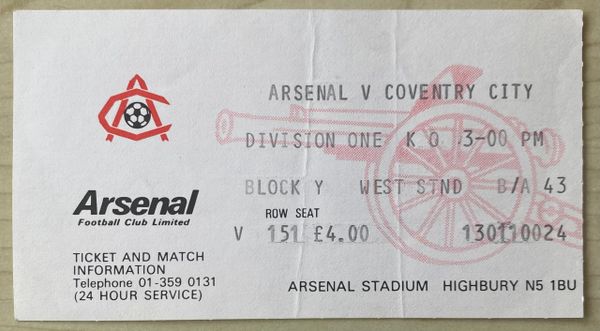 ARSENAL V COVENTRY CITY
DIVISION ONE K O 3-00 PM
BLOCK Y WEST STND B/A 43
ROW SEAT
V 151 £4.00 130110024
Arsenal
Football Club Limited
TICKET AND MATCH
INFORMATION
Telephone 01-359 0131
(24 HOUR SERVICE)
ARSENAL STADIUM HIGHBURY N5 1BU